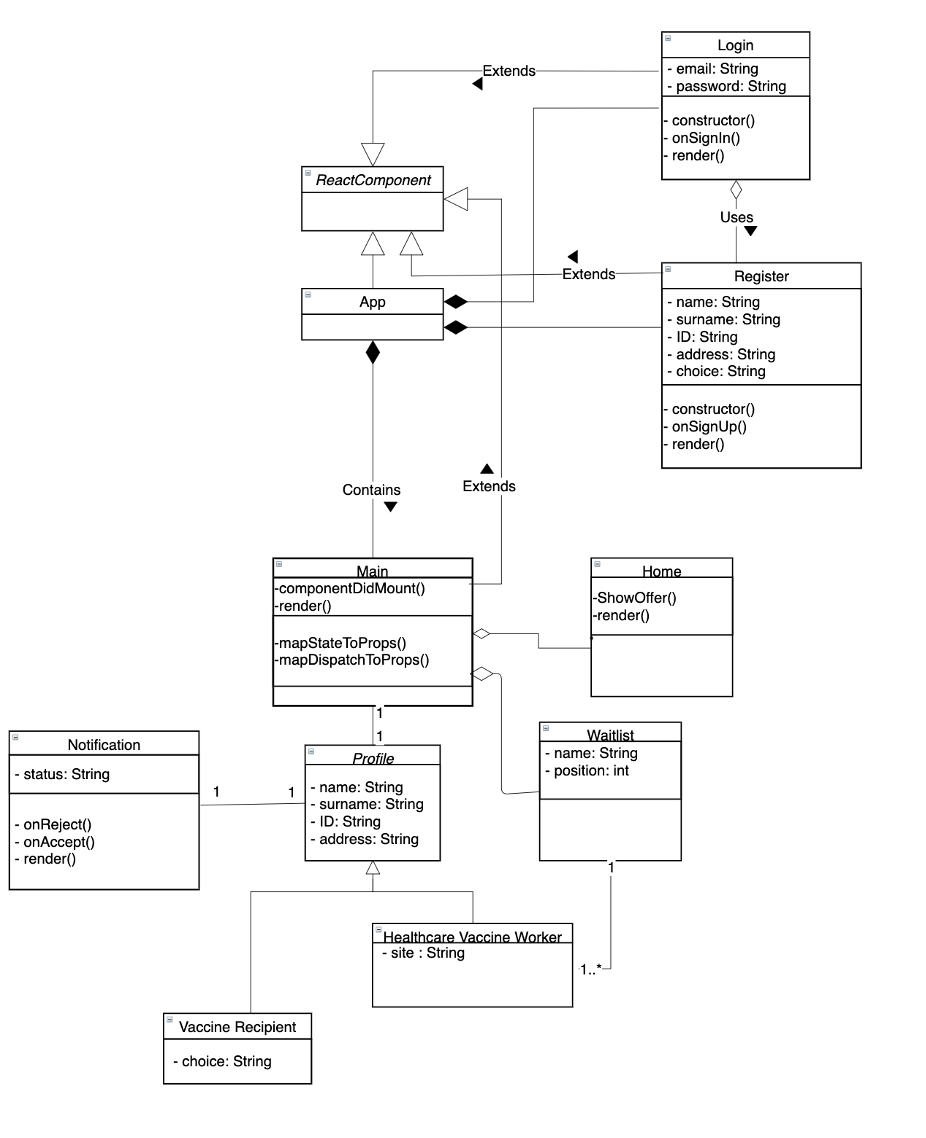 Login
- email: String
- password: String
- constructor()
- onSignIn()
- render()
Extends
ReactComponent
Uses
Extends
Register
- name: String
- surname: String
- ID: String
- address: String
- choice: String
- constructor()
- onSignUp()
- render()
App
Contains
Extends
Main
-componentDidMount()
-render()
-mapStateToProps()
-mapDispatchToProps()
Home
-ShowOffer()
-render()
1
1
Profile
- name: String
- surname: String
- ID: String
- address: String
Waitlist
- name: String
- position: int
Notification
- status: String
- onReject()
- onAccept()
- render()
1
1
1
1..*
Healthcare Vaccine Worker
- site : String
Vaccine Recipient
- choice: String